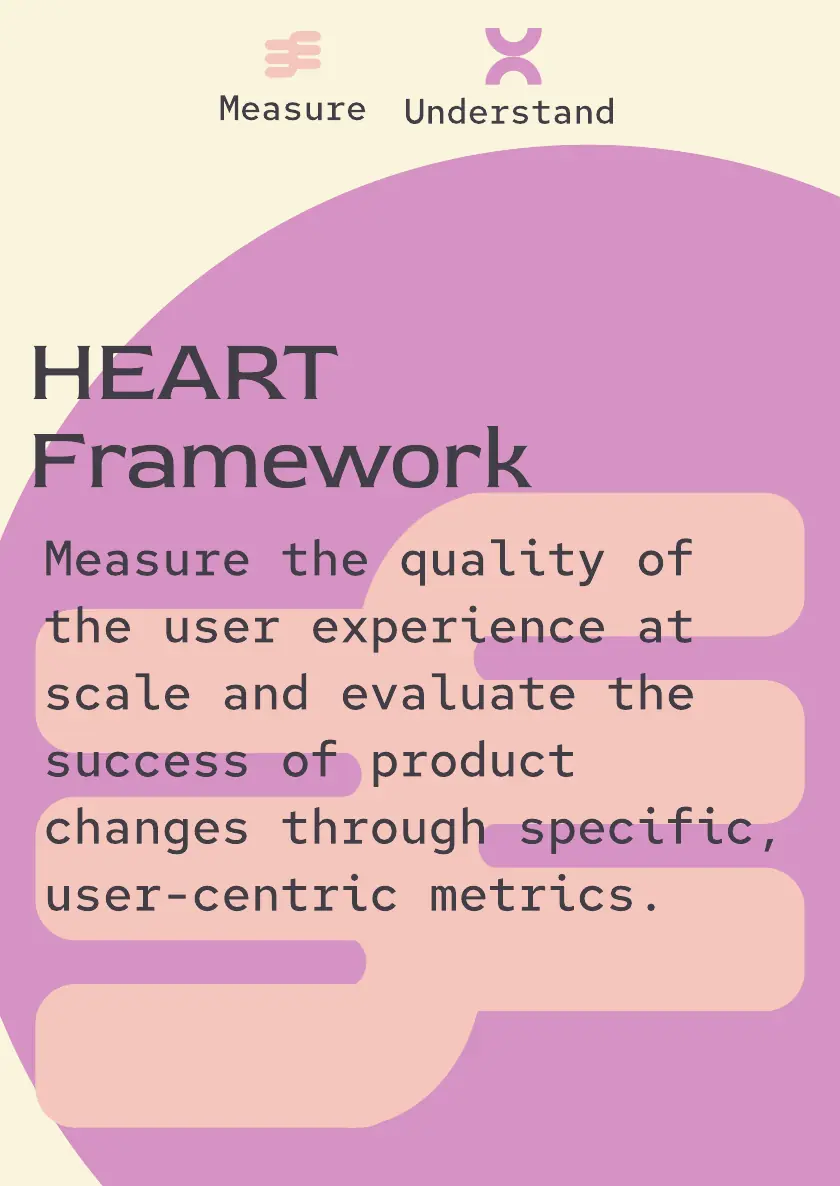 Measure Understand
HEART
Framework
Measure the quality of
the user experience at
scale and evaluate the
success of product
changes through specific,
user-centric metrics.